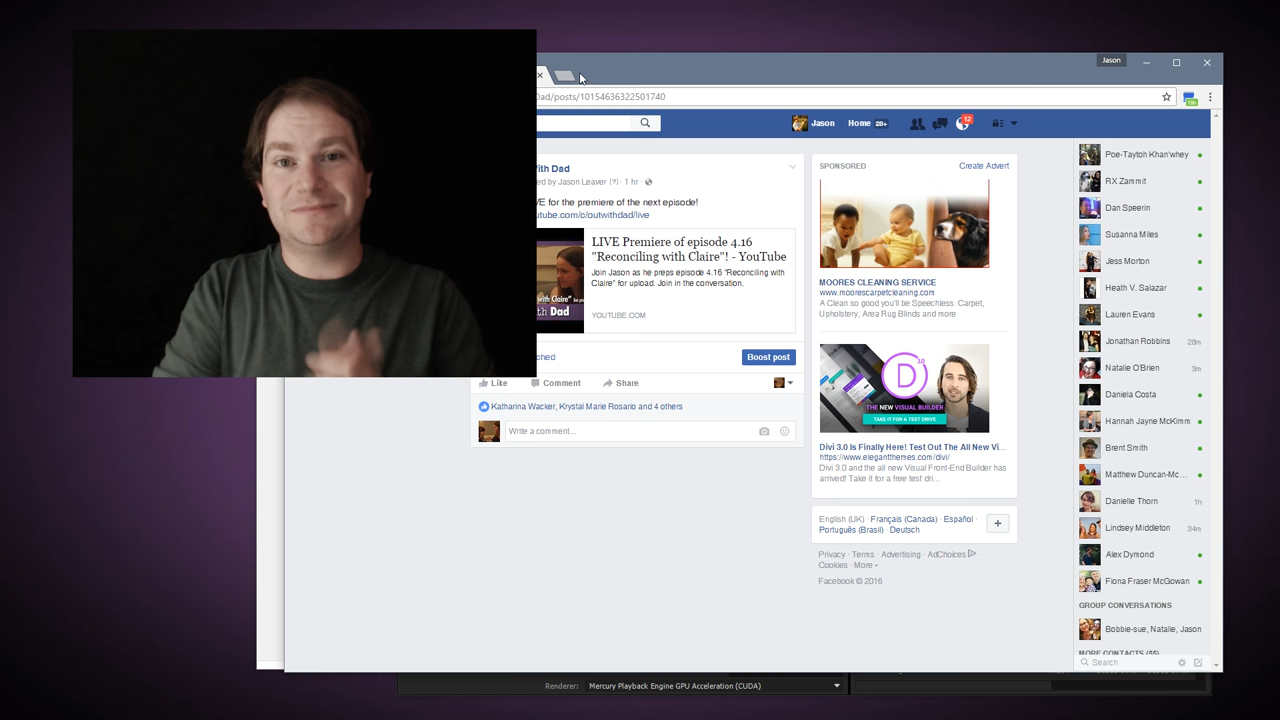 Jason
Dad/posts/10154636322501740
Jason
Home 20+
12
With Dad
ed by Jason Leaver [?] · 1 hr ·
VE for the premiere of the next episode!
utube.com/c/outwithdad/live
LIVE Premiere of episode 4.16
"Reconciling with Claire"! - YouTube
Join Jason as he preps episode 4.16 "Reconciling with
Claire" for upload. Join in the conversation.
with Claire"
th Dad
YOUTUBE.COM
ched
Boost post
Like
Comment
Share
Katharina Wacker, Krystal Marie Rosario and 4 others
Write a comment...
SPONSORED
Create Advert
MOORES CLEANING SERVICE
www.moorescarpetcleaning.com
A Clean so good you'll be Speechless. Carpet,
Upholstery, Area Rug Blinds and more
D
THE NEW VISUAL BUILDER
TAKE IT FOR A TEST DRIVE
Divi 3.0 Is Finally Here! Test Out The All New Vi...
https://www.elegantthemes.com/divi/
Divi 3.0 and the all new Visual Front-End Builder has
arrived! Take it for a free test dri...
English (UK) · Français (Canada) · Español ·
Português (Brasil) · Deutsch
+
Privacy · Terms · Advertising · AdChoices ·
Cookies · More
Facebook © 2016
Poe-Taytoh Khan'whey
RX Zammit
Dan Speerin
Susanna Miles
Jess Morton
Heath V. Salazar
Lauren Evans
Jonathan Robbins 28m
Natalie O'Brien 3m
Daniela Costa
Hannah Jayne McKimm
Brent Smith
Matthew Duncan-Mc...
Danielle Thorn 1h
Lindsey Middleton 34m
Alex Dymond
Fiona Fraser McGowan
GROUP CONVERSATIONS
Bobbie-sue, Natalie, Jason
MORE CONTACTS (55)
Search
Renderer: Mercury Playback Engine GPU Acceleration (CUDA)